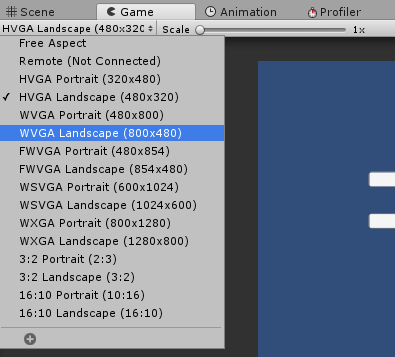 Scene Game Animation Profiler
HVGA Landscape (480x320 Scale 1x
Free Aspect
Remote (Not Connected)
HVGA Portrait (320x480)
HVGA Landscape (480x320)
WVGA Portrait (480x800)
WVGA Landscape (800x480)
FWVGA Portrait (480x854)
FWVGA Landscape (854x480)
WSVGA Portrait (600x1024)
WSVGA Landscape (1024x600)
WXGA Portrait (800x1280)
WXGA Landscape (1280x800)
3:2 Portrait (2:3)
3:2 Landscape (3:2)
16:10 Portrait (10:16)
16:10 Landscape (16:10)